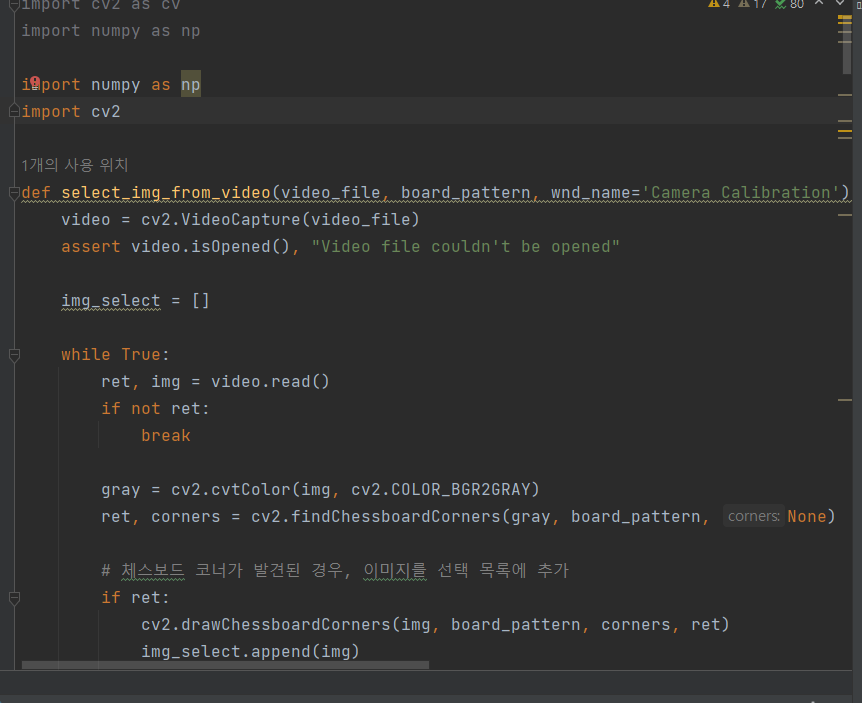 import cv2 as cv
4 17 80
import numpy as np
import numpy as np
import cv2
1개의 사용 위치
def select_img_from_video(video_file, board_pattern, wnd_name='Camera Calibration')
video = cv2.VideoCapture(video_file)
assert video.isOpened(), "Video file couldn't be opened"
img_select = []
while True:
ret, img = video.read()
if not ret:
break
gray = cv2.cvtColor(img, cv2.COLOR_BGR2GRAY)
ret, corners = cv2.findChessboardCorners(gray, board_pattern, corners: None)
# 체스보드 코너가 발견된 경우, 이미지를 선택 목록에 추가
if ret:
cv2.drawChessboardCorners(img, board_pattern, corners, ret)
img_select.append(img)